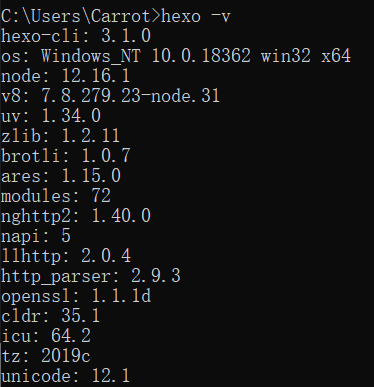 C:\Users\Carrot>hexo -v
hexo-cli: 3.1.0
os: Windows_NT 10.0.18362 win32 x64
node: 12.16.1
v8: 7.8.279.23-node.31
uv: 1.34.0
zlib: 1.2.11
brotli: 1.0.7
ares: 1.15.0
modules: 72
nghttp2: 1.40.0
napi: 5
llhttp: 2.0.4
http_parser: 2.9.3
openssl: 1.1.1d
cldr: 35.1
icu: 64.2
tz: 2019c
unicode: 12.1